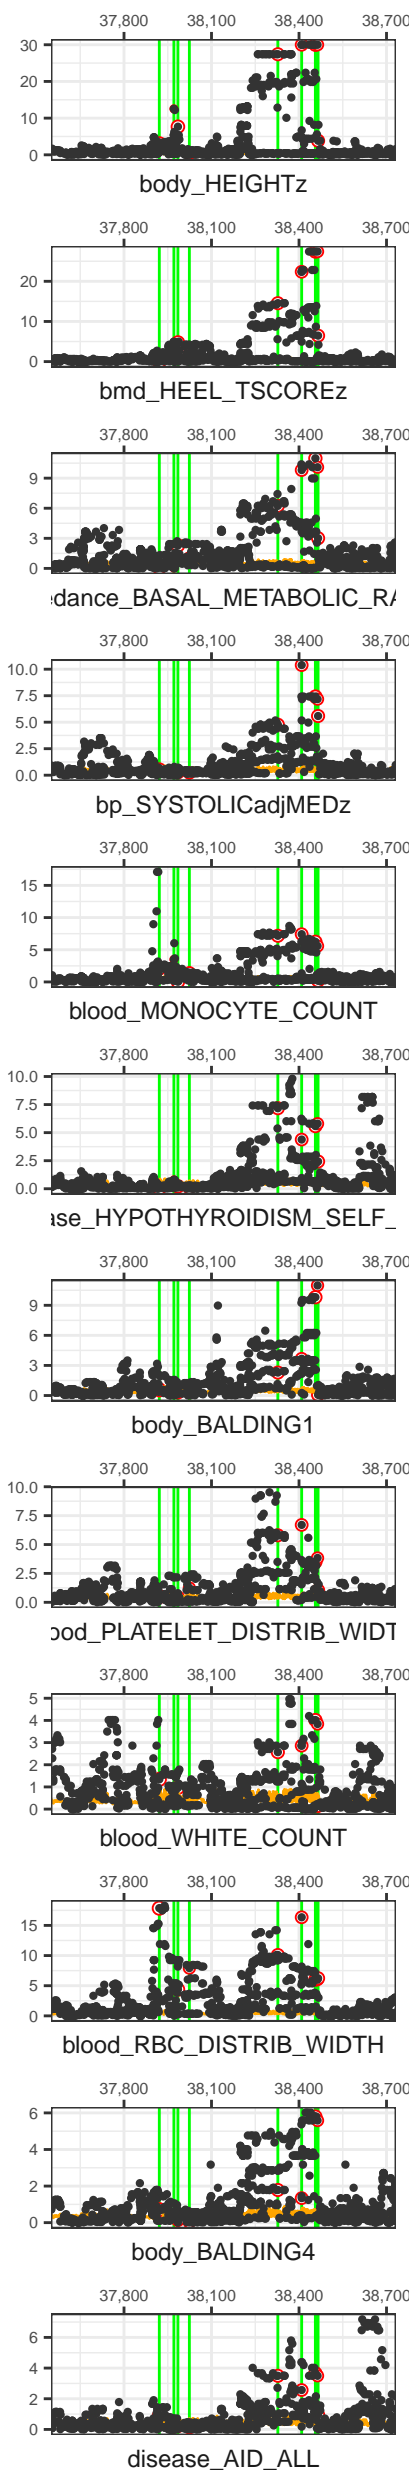 37,800 38,100 38,400 38,700
30
20
10
0
body_HEIGHTz
37,800 38,100 38,400 38,700
20
10
0
bmd_HEEL_TSCOREz
37,800 38,100 38,400 38,700
9
6
3
0
edance_BASAL_METABOLIC_RA
37,800 38,100 38,400 38,700
10.0
7.5
5.0
2.5
0.0
bp_SYSTOLICadjMEDz
37,800 38,100 38,400 38,700
15
10
5
0
blood_MONOCYTE_COUNT
37,800 38,100 38,400 38,700
10.0
7.5
5.0
2.5
0.0
ase_HYPOTHYROIDISM_SELF_
37,800 38,100 38,400 38,700
9
6
3
0
body_BALDING1
37,800 38,100 38,400 38,700
10.0
7.5
5.0
2.5
0.0
ood_PLATELET_DISTRIB_WIDT
37,800 38,100 38,400 38,700
5
4
3
2
1
0
blood_WHITE_COUNT
37,800 38,100 38,400 38,700
15
10
5
0
blood_RBC_DISTRIB_WIDTH
37,800 38,100 38,400 38,700
6
4
2
0
body_BALDING4
37,800 38,100 38,400 38,700
6
4
2
0
disease_AID_ALL